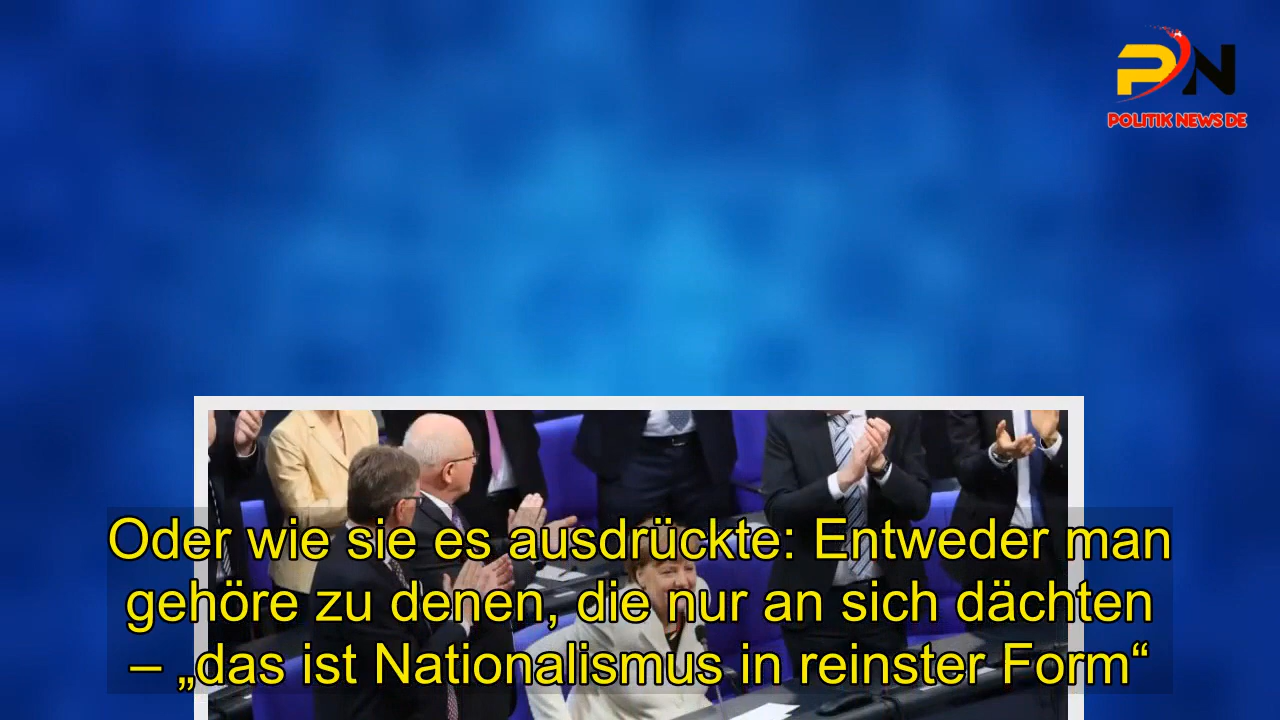 PN
POLITIK NEWS DE
Oder wie sie es ausdrückte: Entweder man
gehöre zu denen, die nur an sich dächten
– „das ist Nationalismus in reinster Form“